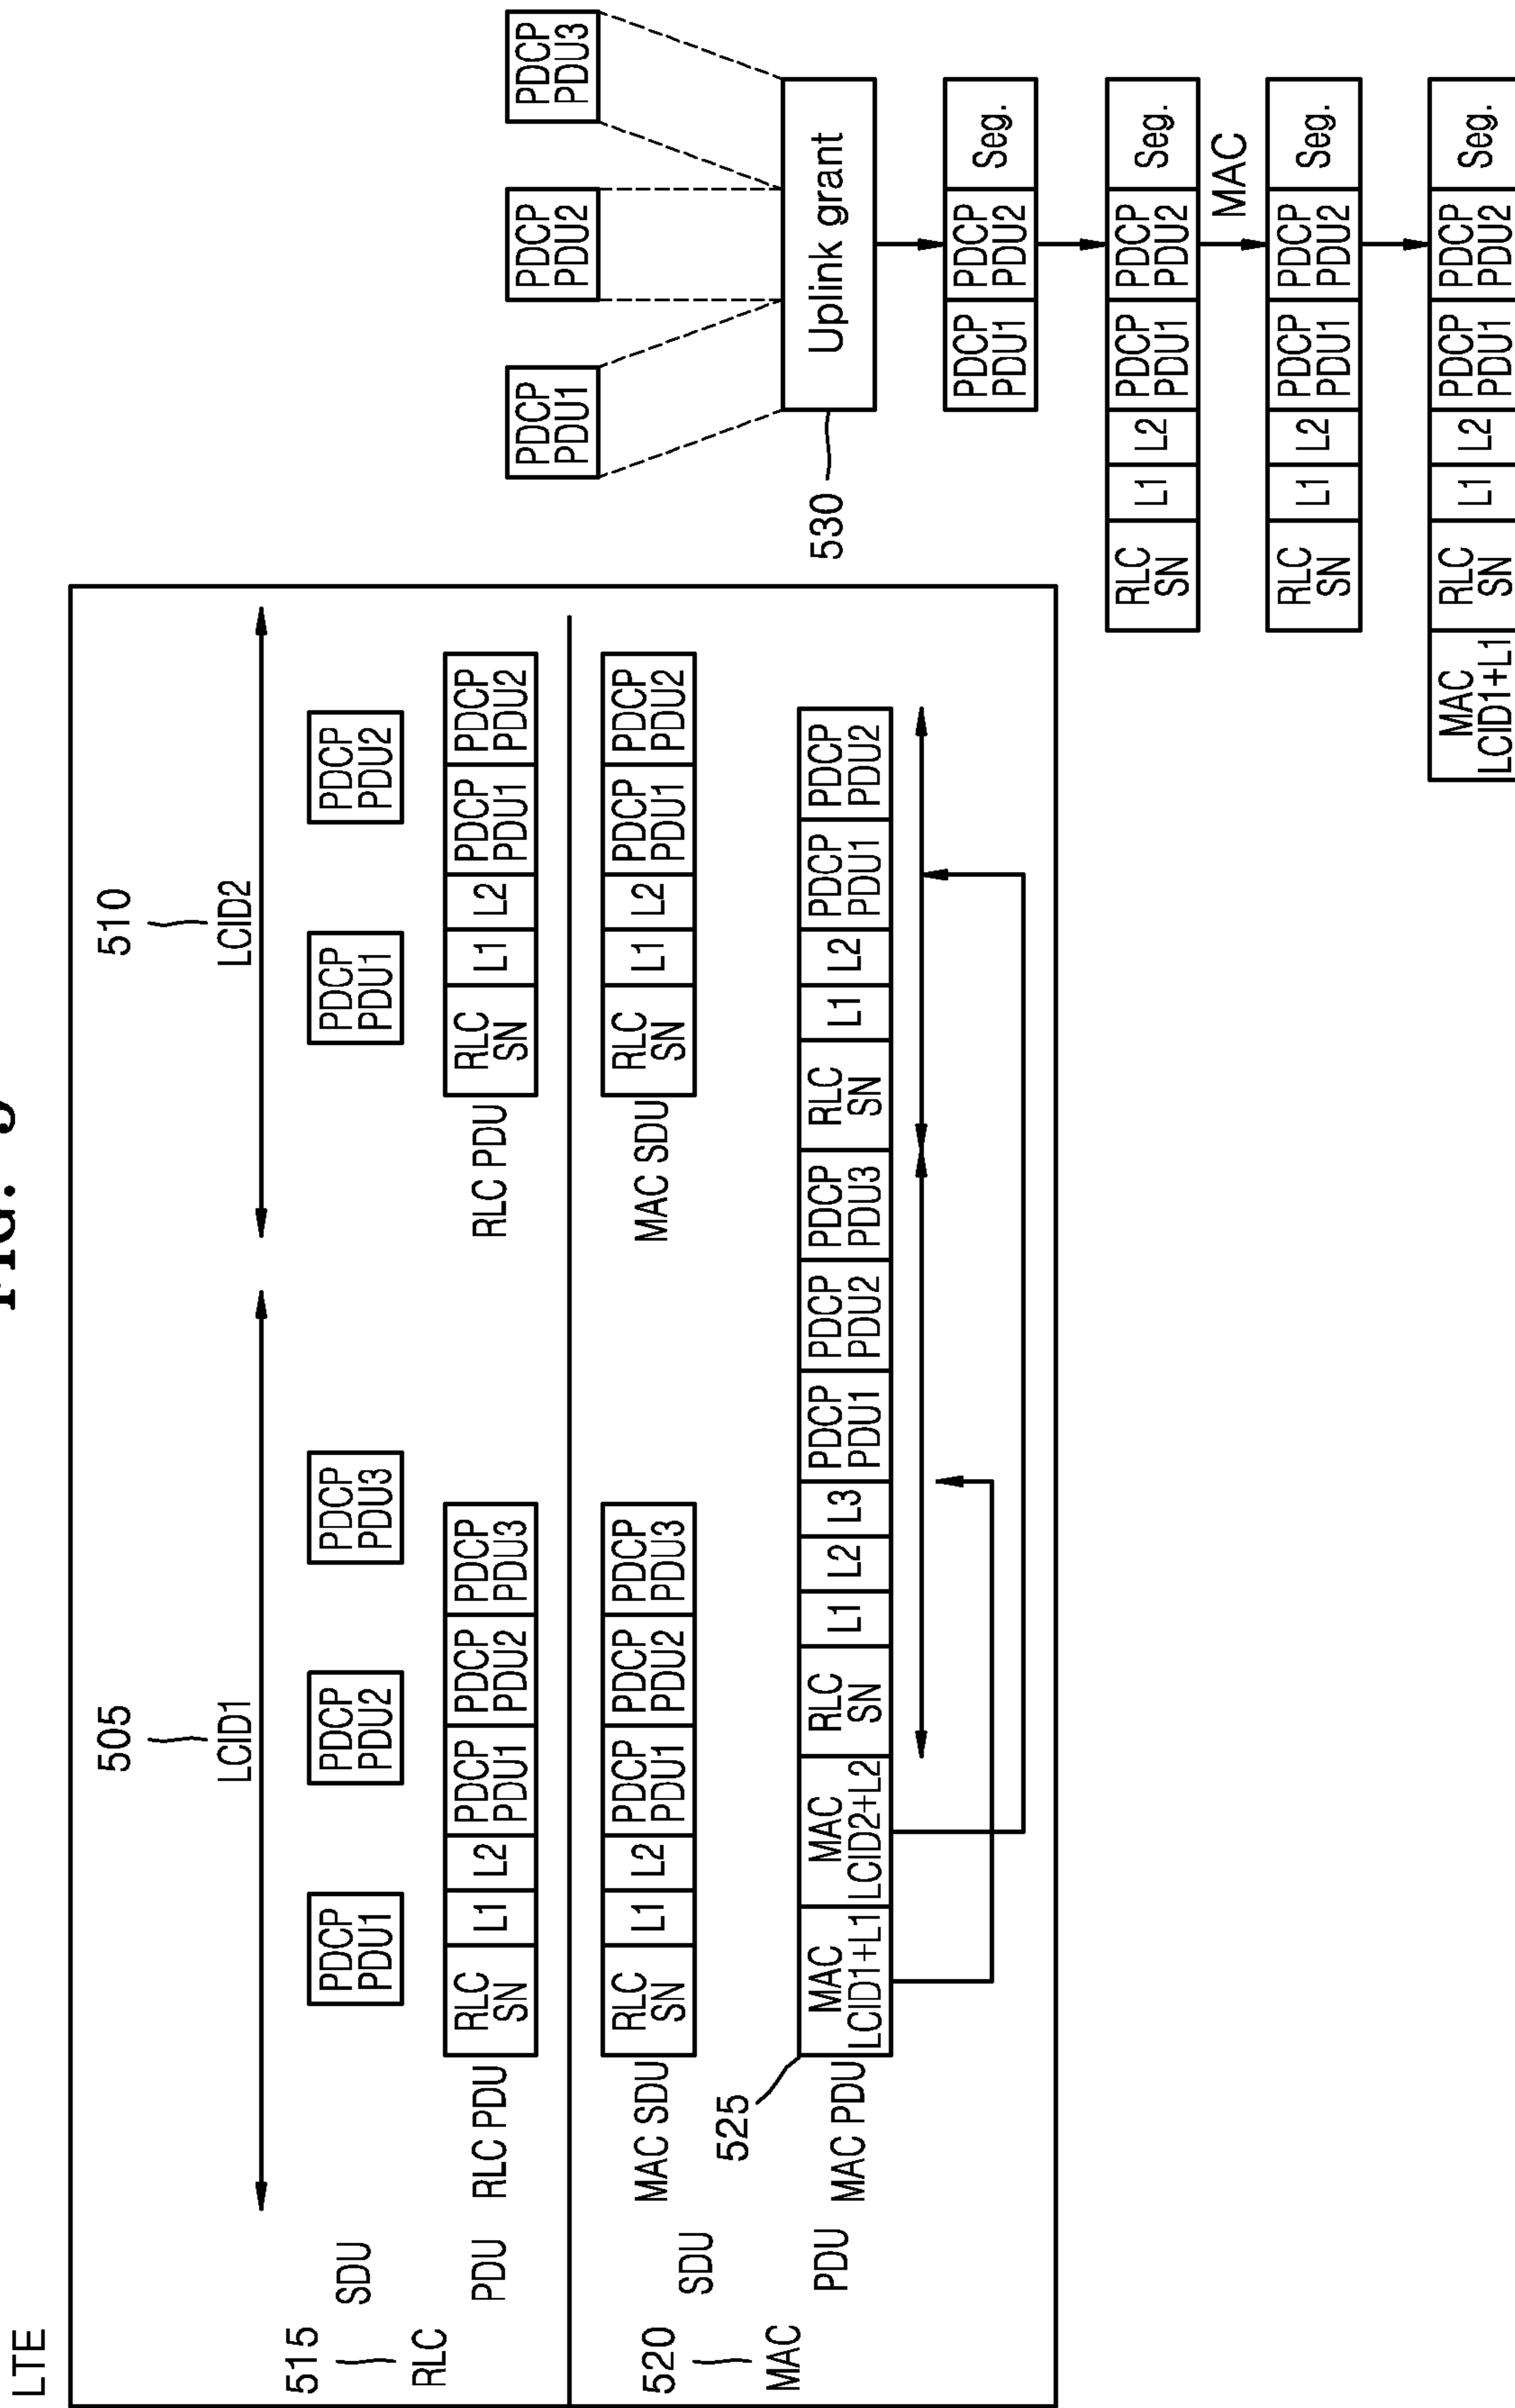 FIG. 5
LTE
505
510
LCID1
LCID2
515
RLC
SDU
PDCP
PDU1
PDCP
PDU2
PDCP
PDU3
PDCP
PDU1
PDCP
PDU2
PDU
RLC PDU
RLC
SN
L1
L2
PDCP
PDU1
PDCP
PDU2
PDCP
PDU3
RLC PDU
RLC
SN
L1
L2
PDCP
PDU1
PDCP
PDU2
520
MAC
SDU
MAC SDU
RLC
SN
L1
L2
PDCP
PDU1
PDCP
PDU2
PDCP
PDU3
MAC SDU
RLC
SN
L1
L2
PDCP
PDU1
PDCP
PDU2
525
PDU
MAC PDU
MAC
LCID1+L1
MAC
LCID2+L2
RLC
SN
L1
L2
L3
PDCP
PDU1
PDCP
PDU2
PDCP
PDU3
RLC
SN
L1
L2
PDCP
PDU1
PDCP
PDU2
PDCP
PDU1
PDCP
PDU2
PDCP
PDU3
530
Uplink grant
PDCP
PDU1
PDCP
PDU2
Seg.
RLC
SN
L1
L2
PDCP
PDU1
PDCP
PDU2
Seg.
MAC
RLC
SN
L1
L2
PDCP
PDU1
PDCP
PDU2
Seg.
MAC
LCID1+L1
RLC
SN
L1
L2
PDCP
PDU1
PDCP
PDU2
Seg.